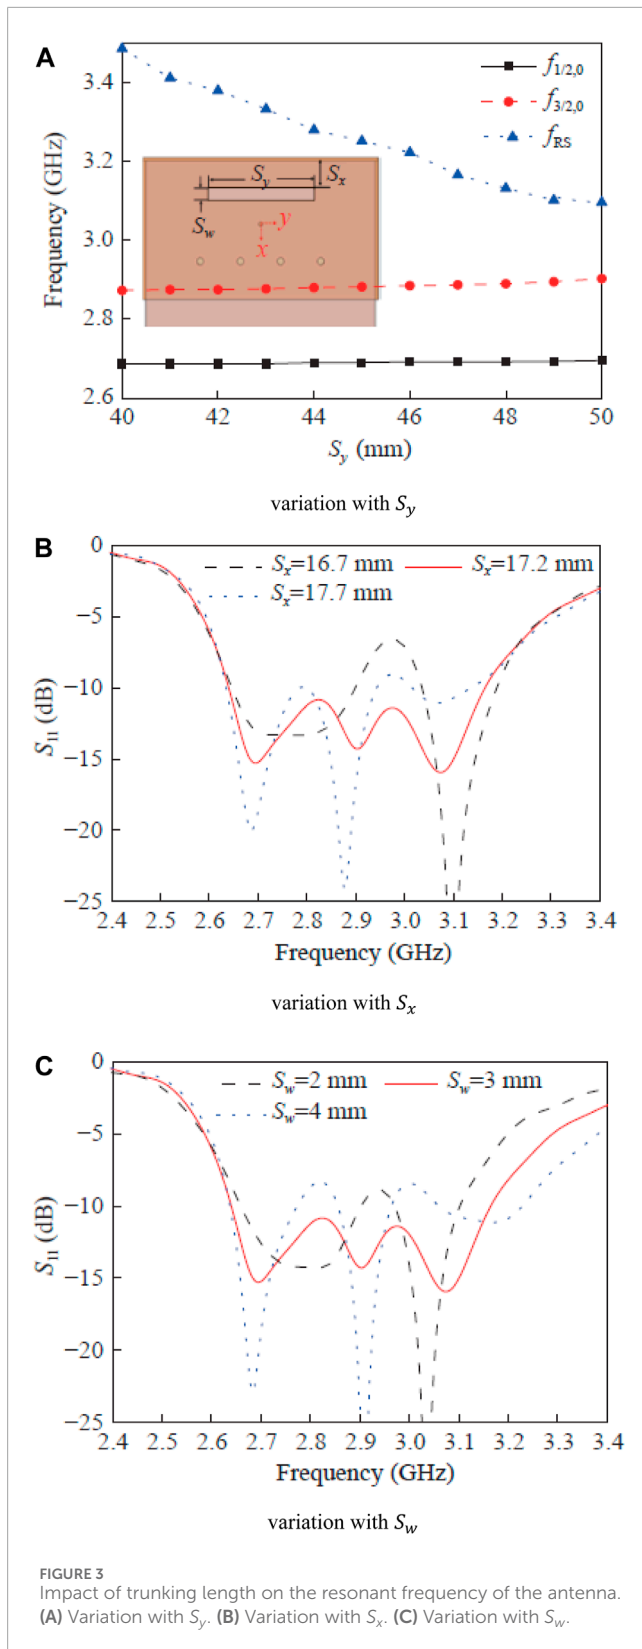 A
3.4
3.2
3.0
2.8
2.6
Frequency (GHz)
f1/2,0
f3/2,0
fRS
Sy
Sx
Sw
y
x
40 42 44 46 48 50
Sy (mm)
variation with Sy
B
0
−5
−10
−15
−20
−25
S11 (dB)
Sx=16.7 mm Sx=17.2 mm
Sx=17.7 mm
2.4 2.5 2.6 2.7 2.8 2.9 3.0 3.1 3.2 3.3 3.4
Frequency (GHz)
variation with Sx
C
0
−5
−10
−15
−20
−25
S11 (dB)
Sw=2 mm Sw=3 mm
Sw=4 mm
2.4 2.5 2.6 2.7 2.8 2.9 3.0 3.1 3.2 3.3 3.4
Frequency (GHz)
variation with Sw
FIGURE 3
Impact of trunking length on the resonant frequency of the antenna.
(A) Variation with Sy. (B) Variation with Sx. (C) Variation with Sw.